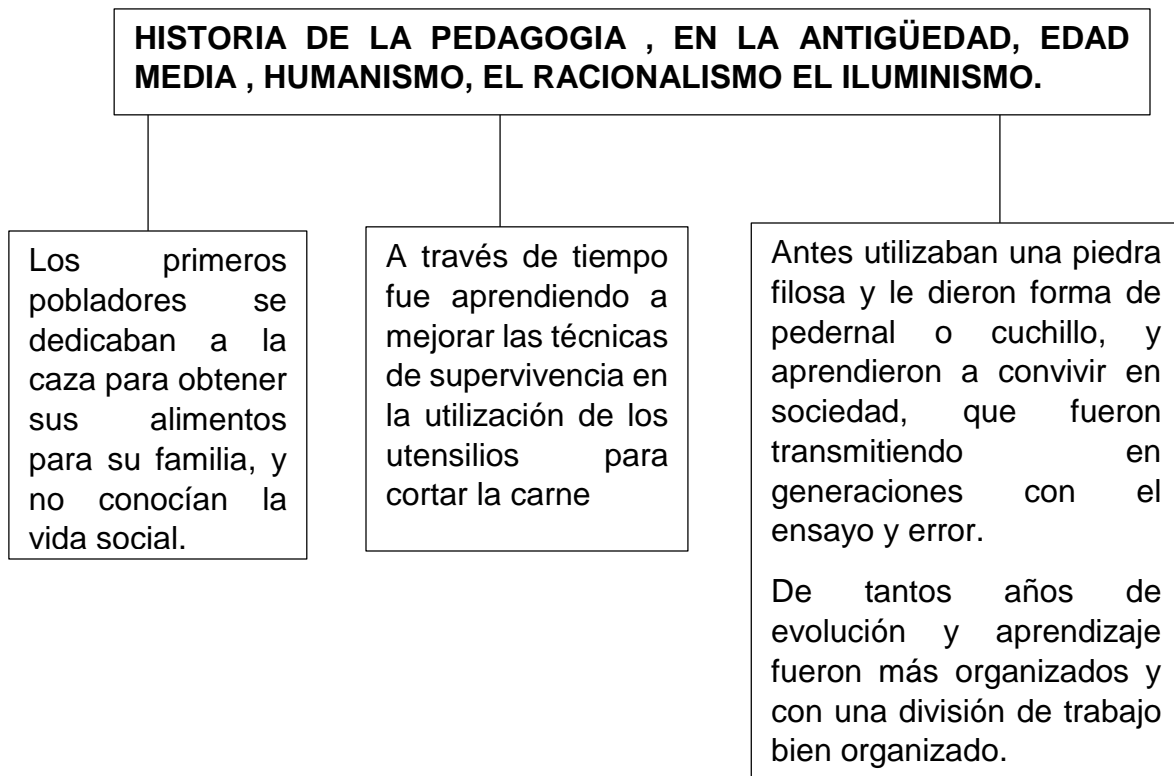 HISTORIA DE LA PEDAGOGIA , EN LA ANTIGÜEDAD, EDAD
MEDIA , HUMANISMO, EL RACIONALISMO EL ILUMINISMO.
Los primeros
pobladores se
dedicaban a la
caza para obtener
sus alimentos
para su familia, y
no conocían la
vida social.
A través de tiempo
fue aprendiendo a
mejorar las técnicas
de supervivencia en
la utilización de los
utensilios para
cortar la carne
Antes utilizaban una piedra
filosa y le dieron forma de
pedernal o cuchillo, y
aprendieron a convivir en
sociedad, que fueron
transmitiendo en
generaciones con el
ensayo y error.
De tantos años de
evolución y aprendizaje
fueron más organizados y
con una división de trabajo
bien organizado.